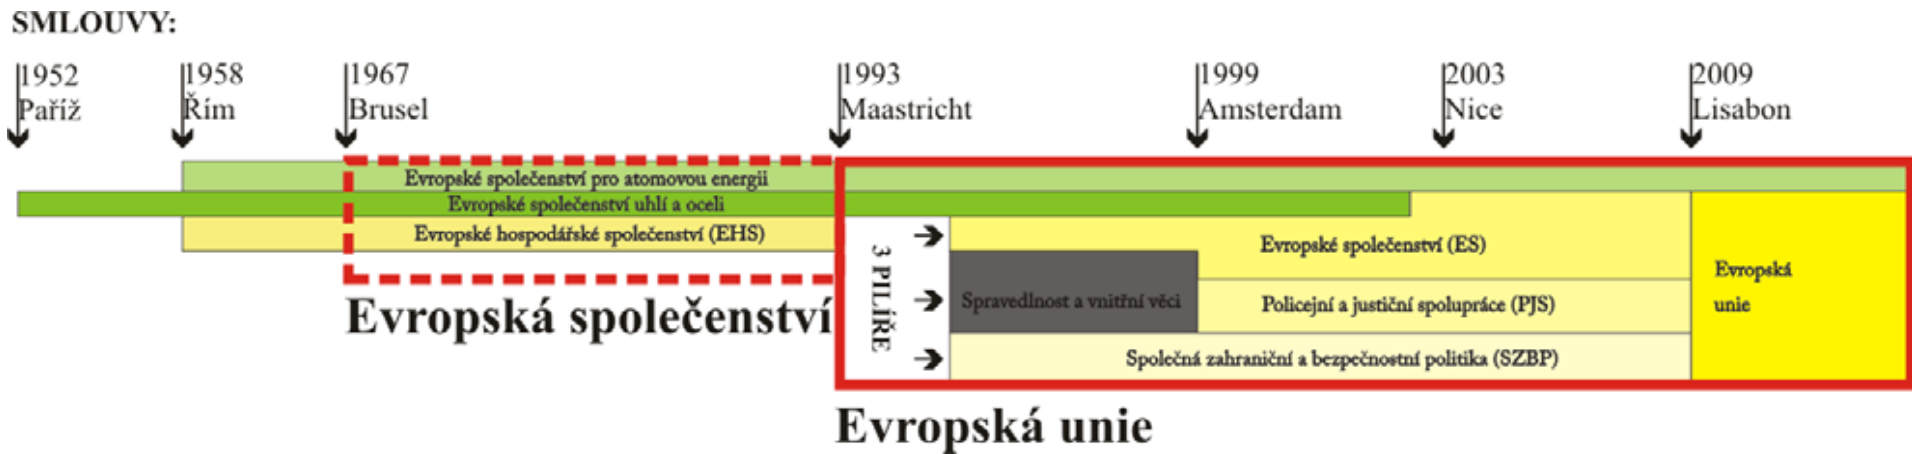 SMLOUVY:
1952
Paříž
1958
Řím
1967
Brusel
1993
Maastricht
1999
Amsterdam
2003
Nice
2009
Lisabon
Evropské společenství pro atomovou energii
Evropské společenství uhlí a oceli
Evropské hospodářské společenství (EHS)
Evropská společenství
3 PILÍŘE
Evropské společenství (ES)
Spravedlnost a vnitřní věci
Policejní a justiční spolupráce (PJS)
Společná zahraniční a bezpečnostní politika (SZBP)
Evropská
unie
Evropská unie